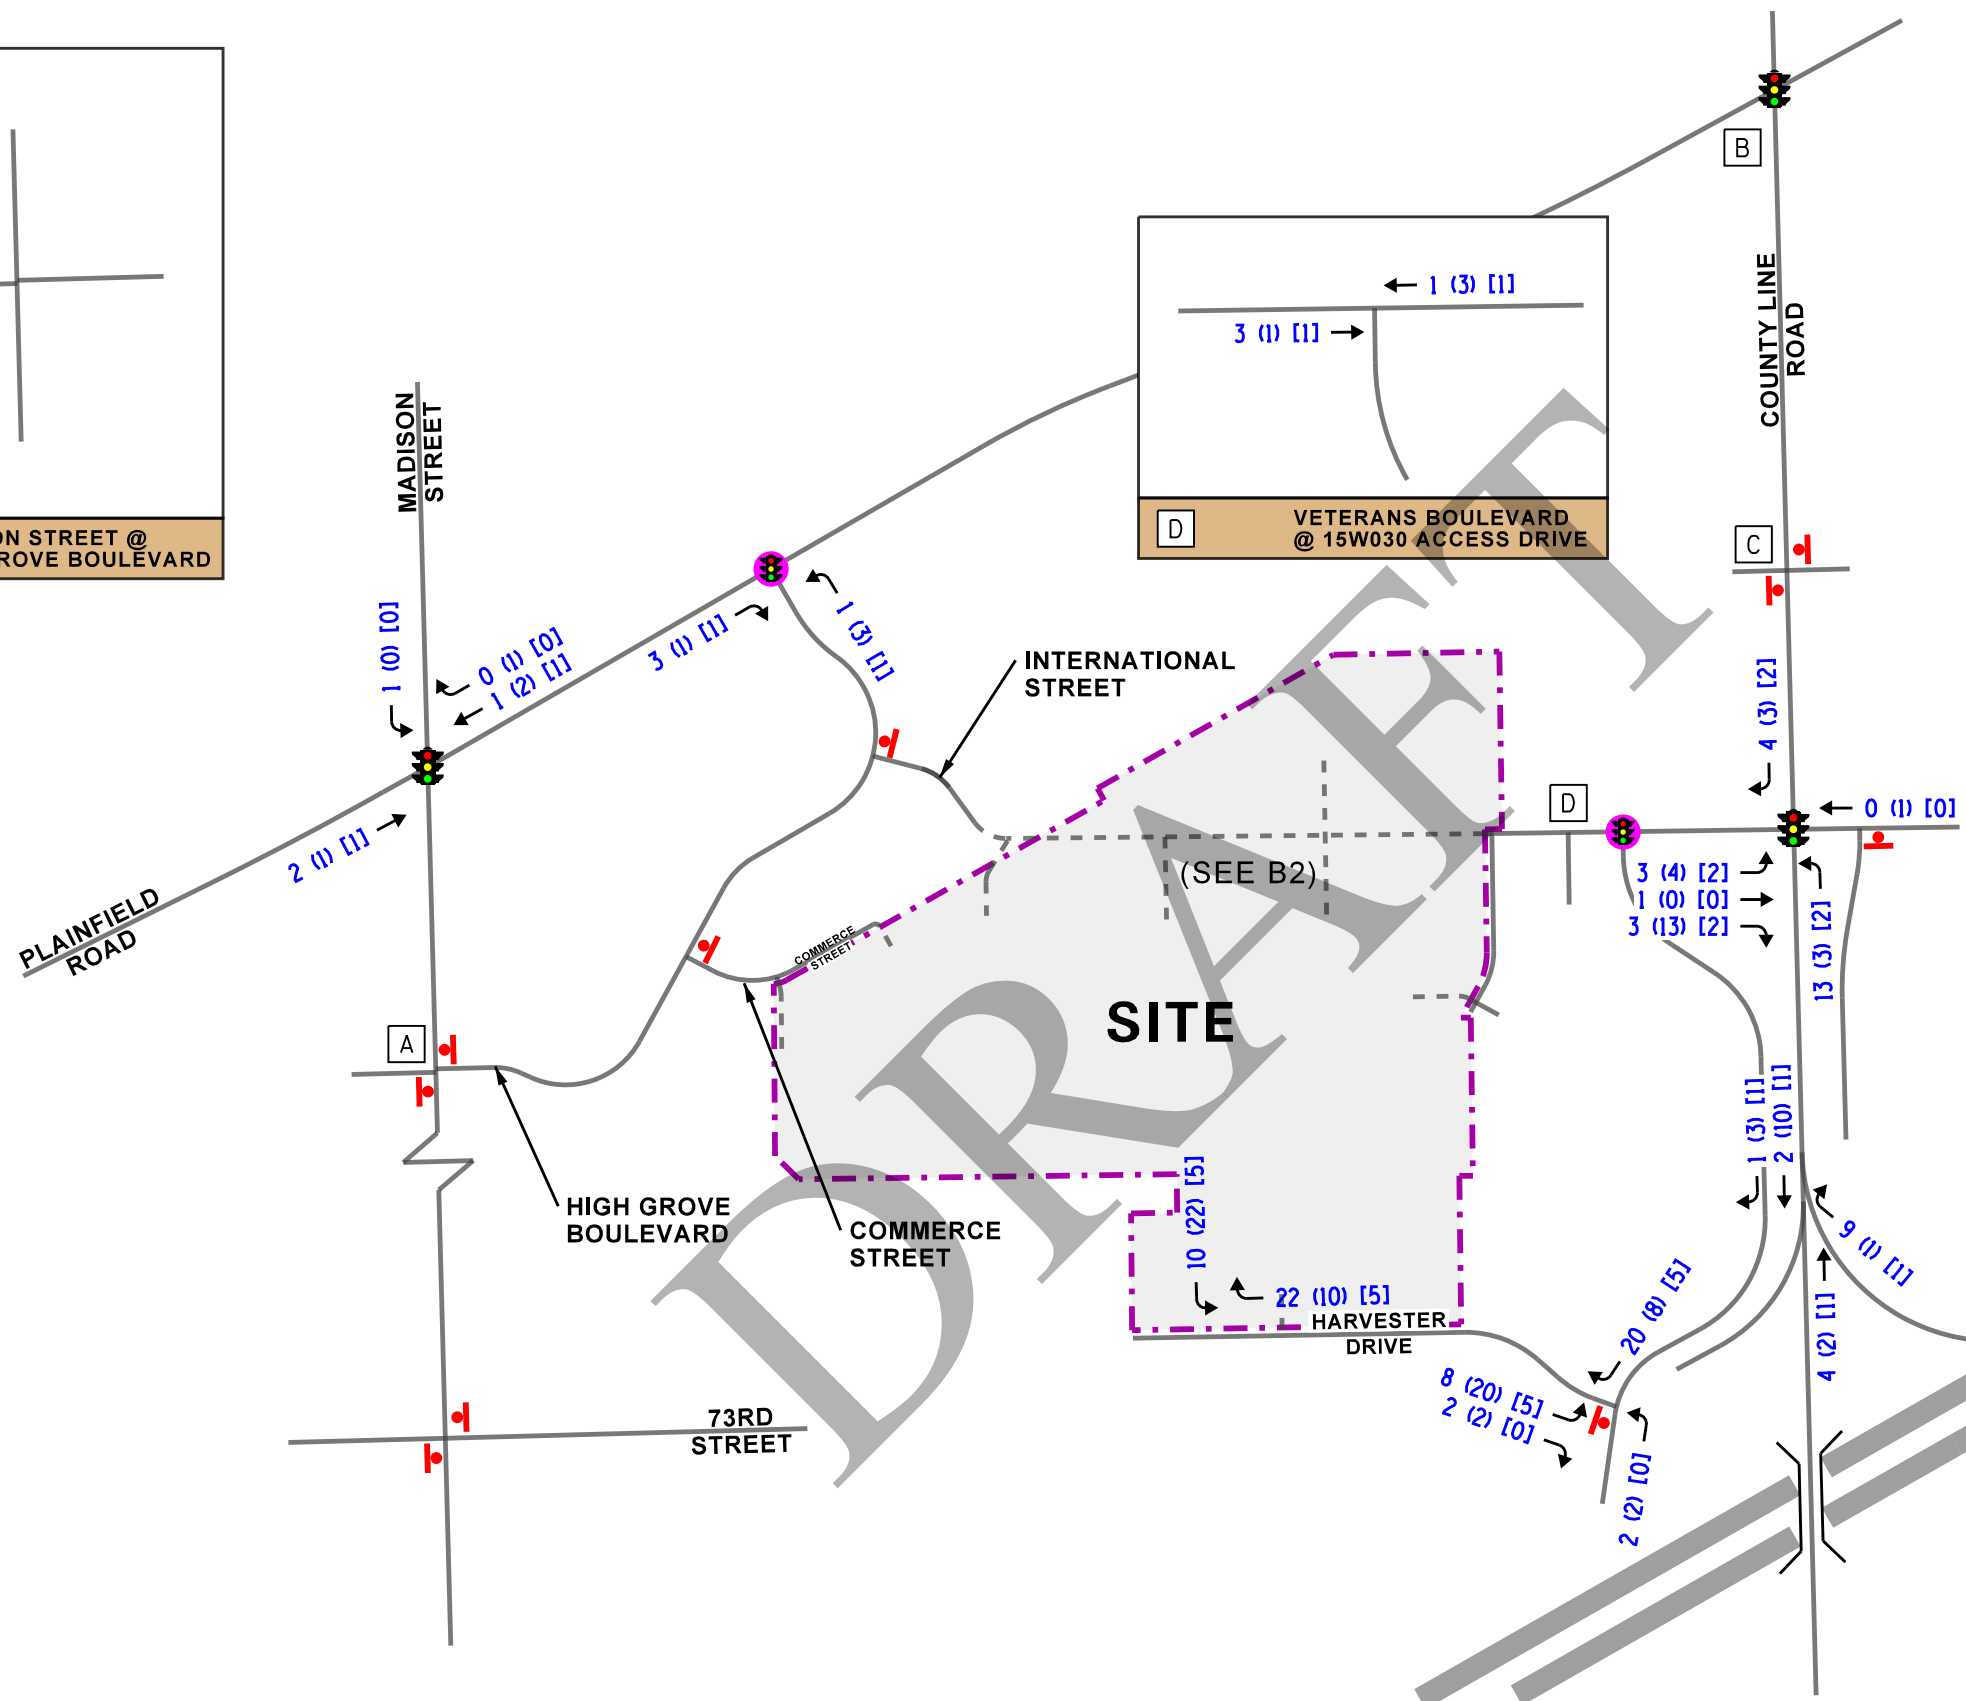 B
1 (3) [1]
3 (1) [1]
COUNTY LINE
ROAD
MADISON
STREET
D
VETERANS BOULEVARD
@ 15W030 ACCESS DRIVE
ON STREET @
ROVE BOULEVARD
C
1 (0) [0]
0 (1) [0]
1 (2) [1]
3 (1) [1]
1 (3) [1]
INTERNATIONAL
STREET
4 (3) [2]
2 (1) [1]
D
0 (1) [0]
(SEE B2)
3 (4) [2]
1 (0) [0]
3 (13) [2]
13 (3) [2]
PLAINFIELD
ROAD
COMMERCE
STREET
SITE
A
1 (3) [1]
2 (10) [1]
HIGH GROVE
BOULEVARD
COMMERCE
STREET
10 (22) [5]
22 (10) [5]
HARVESTER
DRIVE
9 (1) [1]
4 (2) [1]
20 (8) [5]
8 (20) [5]
2 (2) [0]
2 (2) [0]
73RD
STREET
DRAFT